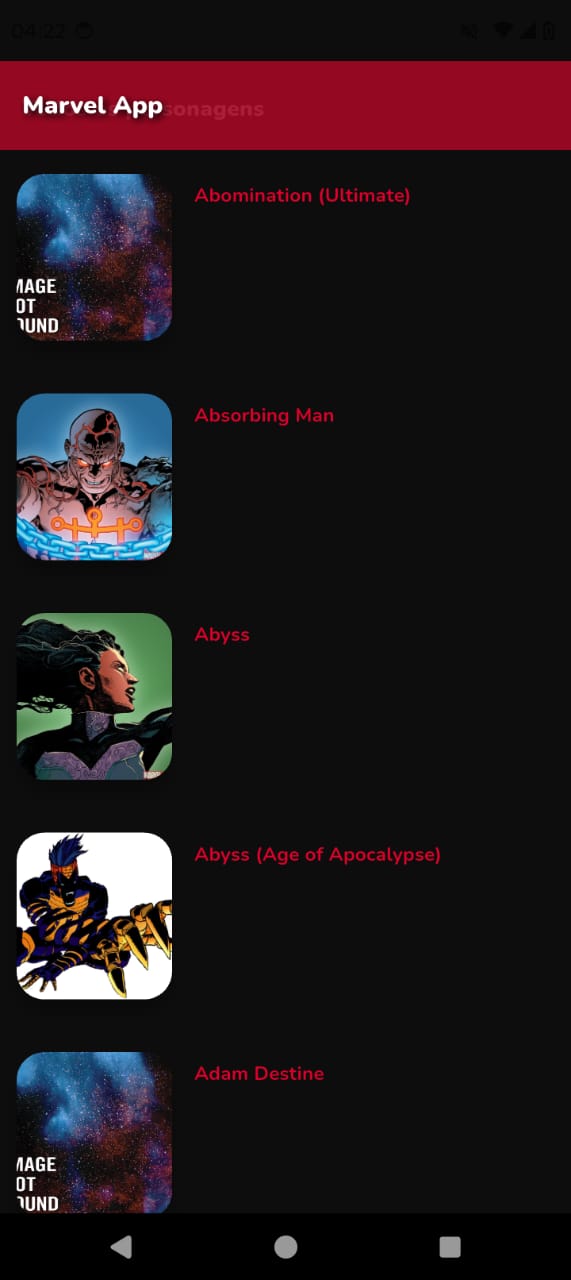 04:22
Marvel App
sonagens
Abomination (Ultimate)
MAGE
OT
OUND
Absorbing Man
Abyss
Abyss (Age of Apocalypse)
Adam Destine
MAGE
OT
OUND